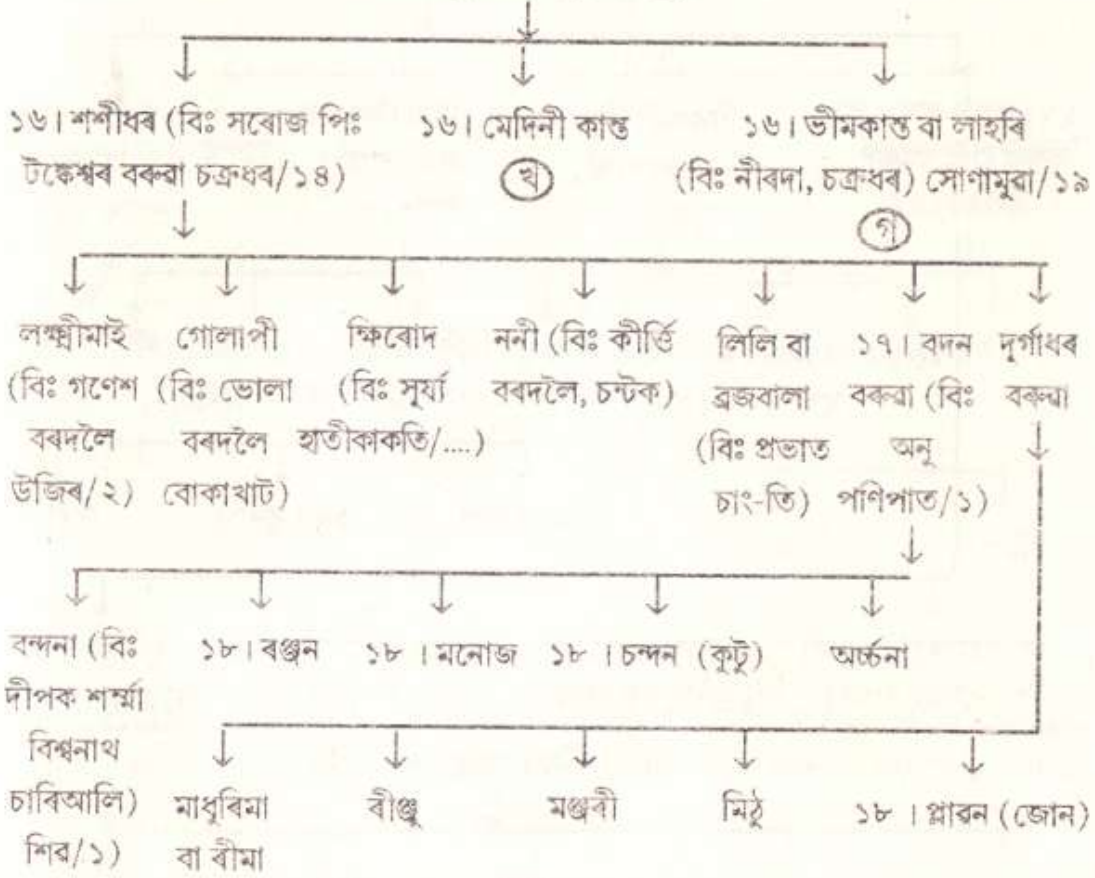 ১৬। শশীধৰ (বিঃ সৰোজ পিঃ ১৬। মেদিনী কান্ত ১৬। ভীমকান্ত বা লাহৰি
টঙ্কেশ্বৰ বৰুৱা চক্ৰধৰ/১৪) খ (বিঃ নীৰদা, চক্ৰধৰ) সোণামুৱা/১৯
গ
লক্ষ্মীমাই গোলাপী ক্ষিৰোদ ননী (বিঃ কীৰ্ত্তি লিলি বা ১৭। বদন দুৰ্গাধৰ
(বিঃ গণেশ (বিঃ ভোলা (বিঃ সূৰ্য্য বৰদলৈ, চন্টক) ব্ৰজবালা বৰুৱা (বিঃ বৰুৱা
বৰদলৈ বৰদলৈ হাতীকাকতি/....) (বিঃ প্ৰভাত অনু
উজিৰ/২) বোকাখাট) চাং-তি) পণিপাত/১)
বন্দনা (বিঃ ১৮। ৰঞ্জন ১৮ । মনোজ ১৮ । চন্দন (কুটু) অৰ্চ্চনা
দীপক শৰ্ম্মা
বিশ্বনাথ
চাৰিআলি) মাধুৰিমা ৰীঞ্জু মঞ্জৰী মিঠু ১৮ । প্লাৱন (জোন)
শিৱ/১) বা ৰীমা